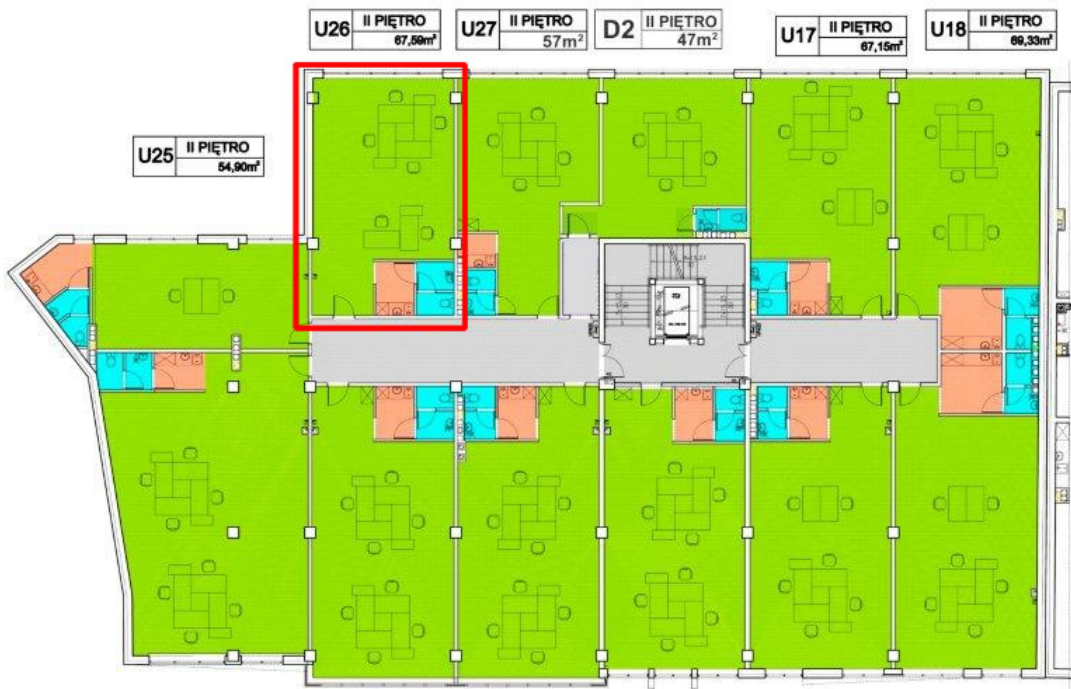 U26 II PIĘTRO
67,59m²
U27 II PIĘTRO
57m²
D2 II PIĘTRO
47m²
U17 II PIĘTRO
67,15m²
U18 II PIĘTRO
69,33m²
U25 II PIĘTRO
54,90m²